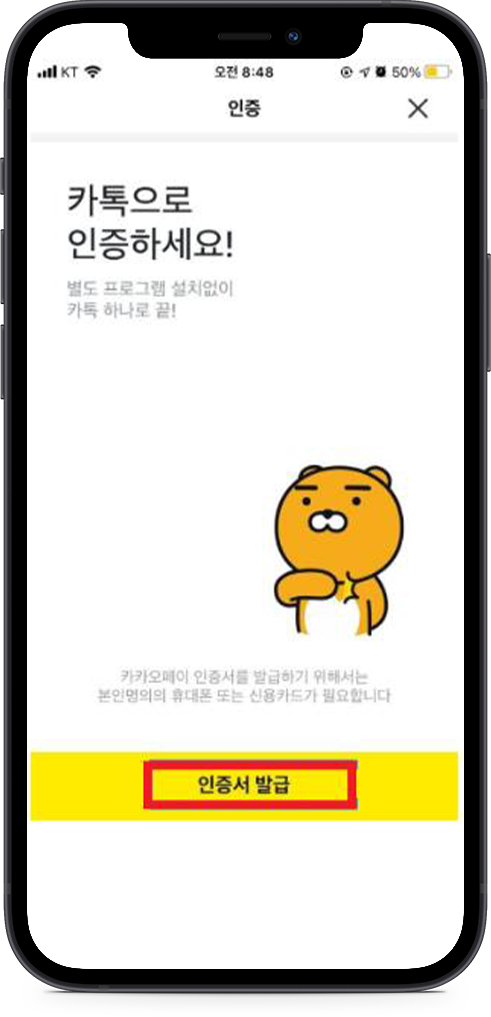 KT 오전 8:48 50%
인증
카톡으로
인증하세요!
별도 프로그램 설치없이
카톡 하나로 끝!
카카오페이 인증서를 발급하기 위해서는
본인명의의 휴대폰 또는 신용카드가 필요합니다
인증서 발급